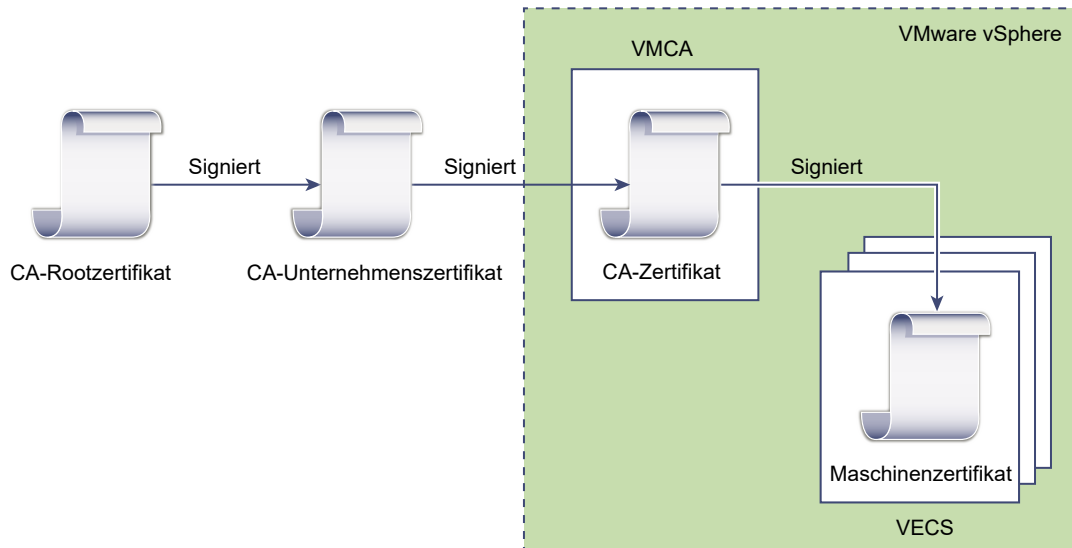 VMware vSphere
VMCA
Signiert
Signiert
Signiert
CA-Rootzertifikat
CA-Unternehmenszertifikat
CA-Zertifikat
Maschinenzertifikat
VECS